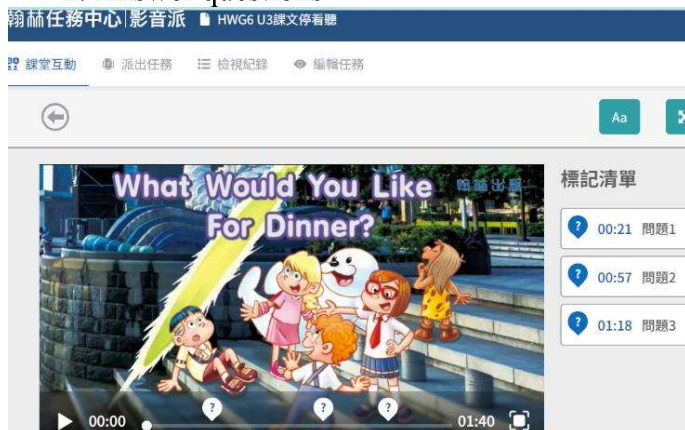 翰林任務中心|影音派 HWG6 U3課文停看聽
課堂互動 派出任務 檢視紀錄 編輯任務
Aa
What Would You Like 翰林出版
For Dinner?
標記清單
? 00:21 問題1
? 00:57 問題2
? 01:18 問題3
? ? ?
00:00 01:40